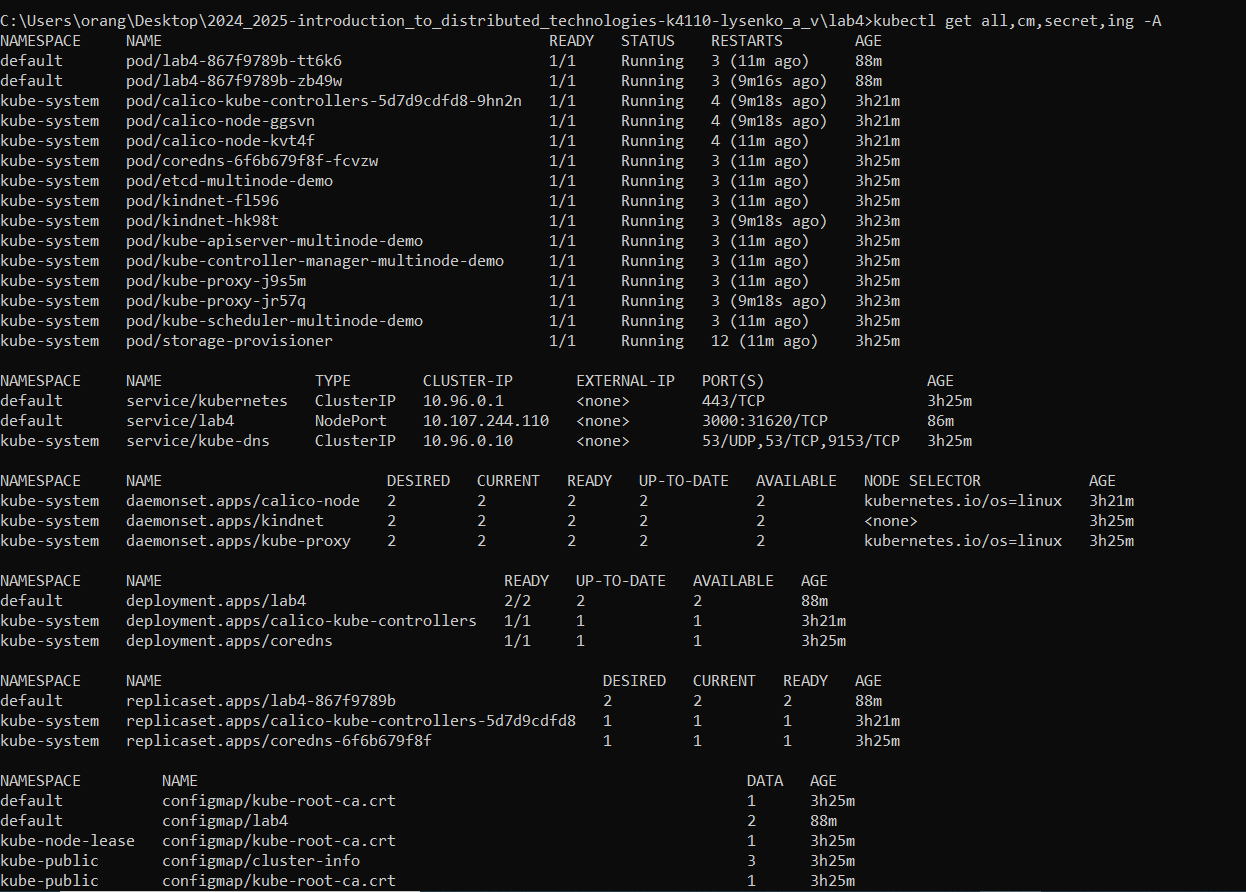 C:\Users\orang\Desktop\2024_2025-introduction_to_distributed_technologies-k4110-lysenko_a_v\lab4>kubectl get all,cm,secret,ing -A
NAMESPACE     NAME                                           READY   STATUS    RESTARTS        AGE
default       pod/lab4-867f9789b-tt6k6                       1/1     Running   3 (11m ago)     88m
default       pod/lab4-867f9789b-zb49w                       1/1     Running   3 (9m16s ago)   88m
kube-system   pod/calico-kube-controllers-5d7d9cdfd8-9hn2n   1/1     Running   4 (9m18s ago)   3h21m
kube-system   pod/calico-node-ggsvn                          1/1     Running   4 (9m18s ago)   3h21m
kube-system   pod/calico-node-kvt4f                          1/1     Running   4 (11m ago)     3h21m
kube-system   pod/coredns-6f6b679f8f-fcvzw                   1/1     Running   3 (11m ago)     3h25m
kube-system   pod/etcd-multinode-demo                        1/1     Running   3 (11m ago)     3h25m
kube-system   pod/kindnet-fl596                              1/1     Running   3 (11m ago)     3h25m
kube-system   pod/kindnet-hk98t                              1/1     Running   3 (9m18s ago)   3h23m
kube-system   pod/kube-apiserver-multinode-demo              1/1     Running   3 (11m ago)     3h25m
kube-system   pod/kube-controller-manager-multinode-demo     1/1     Running   3 (11m ago)     3h25m
kube-system   pod/kube-proxy-j9s5m                           1/1     Running   3 (11m ago)     3h25m
kube-system   pod/kube-proxy-jr57q                           1/1     Running   3 (9m18s ago)   3h23m
kube-system   pod/kube-scheduler-multinode-demo              1/1     Running   3 (11m ago)     3h25m
kube-system   pod/storage-provisioner                        1/1     Running   12 (11m ago)    3h25m
NAMESPACE     NAME                 TYPE        CLUSTER-IP       EXTERNAL-IP   PORT(S)                  AGE
default       service/kubernetes   ClusterIP   10.96.0.1        <none>        443/TCP                  3h25m
default       service/lab4         NodePort    10.107.244.110   <none>        3000:31620/TCP           86m
kube-system   service/kube-dns     ClusterIP   10.96.0.10       <none>        53/UDP,53/TCP,9153/TCP   3h25m
NAMESPACE     NAME                         DESIRED   CURRENT   READY   UP-TO-DATE   AVAILABLE   NODE SELECTOR            AGE
kube-system   daemonset.apps/calico-node   2         2         2       2            2           kubernetes.io/os=linux   3h21m
kube-system   daemonset.apps/kindnet       2         2         2       2            2           <none>                   3h25m
kube-system   daemonset.apps/kube-proxy    2         2         2       2            2           kubernetes.io/os=linux   3h25m
NAMESPACE     NAME                                      READY   UP-TO-DATE   AVAILABLE   AGE
default       deployment.apps/lab4                      2/2     2            2           88m
kube-system   deployment.apps/calico-kube-controllers   1/1     1            1           3h21m
kube-system   deployment.apps/coredns                   1/1     1            1           3h25m
NAMESPACE     NAME                                                 DESIRED   CURRENT   READY   AGE
default       replicaset.apps/lab4-867f9789b                       2         2         2       88m
kube-system   replicaset.apps/calico-kube-controllers-5d7d9cdfd8   1         1         1       3h21m
kube-system   replicaset.apps/coredns-6f6b679f8f                   1         1         1       3h25m
NAMESPACE         NAME                                                             DATA   AGE
default           configmap/kube-root-ca.crt                                       1      3h25m
default           configmap/lab4                                                   2      88m
kube-node-lease   configmap/kube-root-ca.crt                                       1      3h25m
kube-public       configmap/cluster-info                                           3      3h25m
kube-public       configmap/kube-root-ca.crt                                       1      3h25m